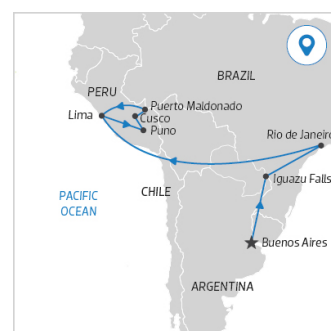 BRAZIL
PERU
Puerto Maldonado
Lima
Cusco
Puno
Rio de Janeiro
Iguazu Falls
CHILE
PACIFIC
OCEAN
Buenos Aires
ARGENTINA